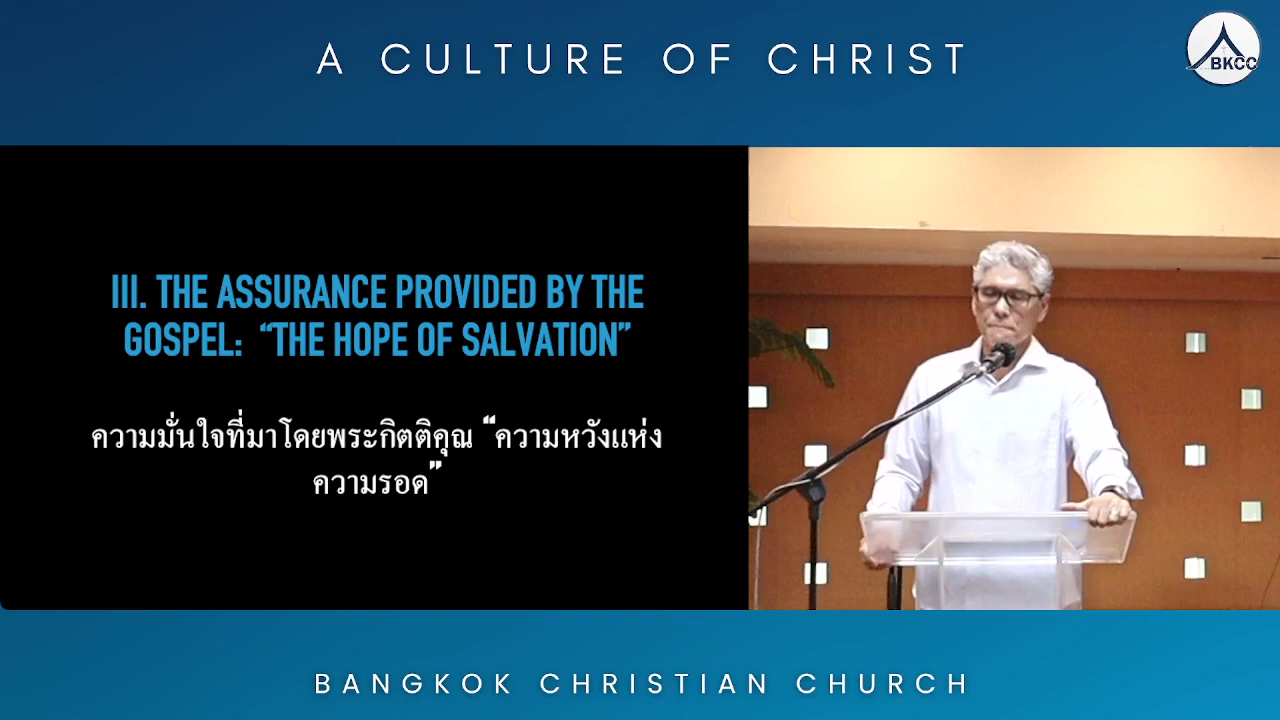 A CULTURE OF CHRIST
BKCC
III. THE ASSURANCE PROVIDED BY THE
GOSPEL: “THE HOPE OF SALVATION”
ความมั่นใจที่มาโดยพระกิตติคุณ “ความหวังแห่ง
ความรอด”
BANGKOK CHRISTIAN CHURCH